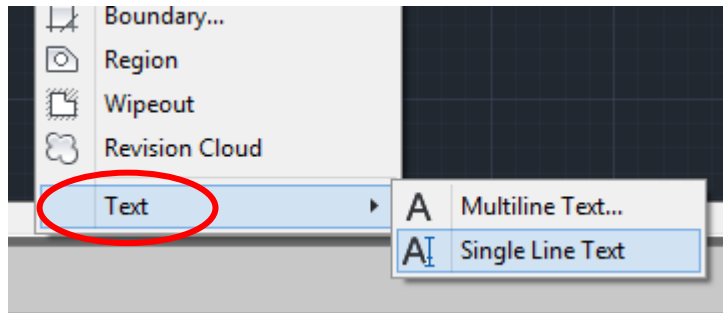 Boundary...
Region
Wipeout
Revision Cloud
Text
Multiline Text...
Single Line Text